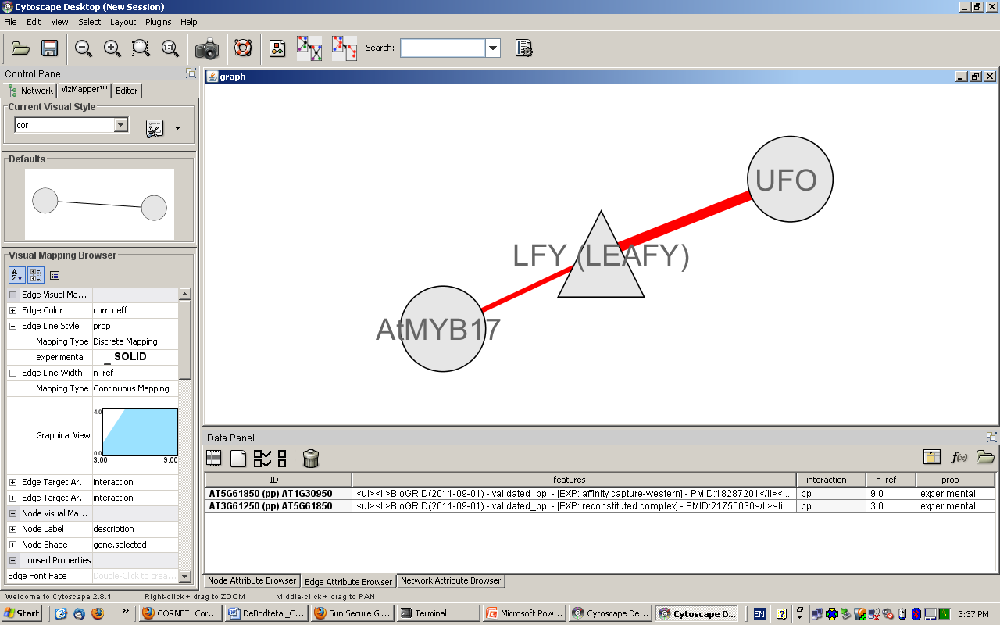 Cytoscape Desktop (New Session)
File Edit View Select Layout Plugins Help
1:1 Search:
Control Panel
Network VizMapper™ Editor
Current Visual Style
cor
Defaults
Visual Mapping Browser
Edge Visual Ma...
Edge Color corrcoeff
Edge Line Style prop
Mapping Type Discrete Mapping
experimental SOLID
Edge Line Width n_ref
Mapping Type Continuous Mapping
Graphical View 4.0 0.0 3.00 9.00
Edge Target Ar... interaction
Edge Target Ar... interaction
Node Visual Ma...
Node Label description
Node Shape gene.selected
Unused Properties
Edge Font Face Double-Click to crea...
graph
UFO
LFY (LEAFY)
AtMYB17
Data Panel
f(x)
ID features interaction n_ref prop
AT5G61850 (pp) AT1G30950 <ul><li>BioGRID(2011-09-01) - validated_ppi - [EXP: affinity capture-western] - PMID:18287201</li><l... pp 9.0 experimental
AT3G61250 (pp) AT5G61850 <ul><li>BioGRID(2011-09-01) - validated_ppi - [EXP: reconstituted complex] - PMID:21750030</li><li... pp 3.0 experimental
Node Attribute Browser Edge Attribute Browser Network Attribute Browser
Welcome to Cytoscape 2.8.1 Right-click + drag to ZOOM Middle-click + drag to PAN
Start » CORNET: Cor... DeBodtetal_C... Sun Secure Gl... Terminal Microsoft Pow... Cytoscape De... Cytoscape D... EN 3:37 PM